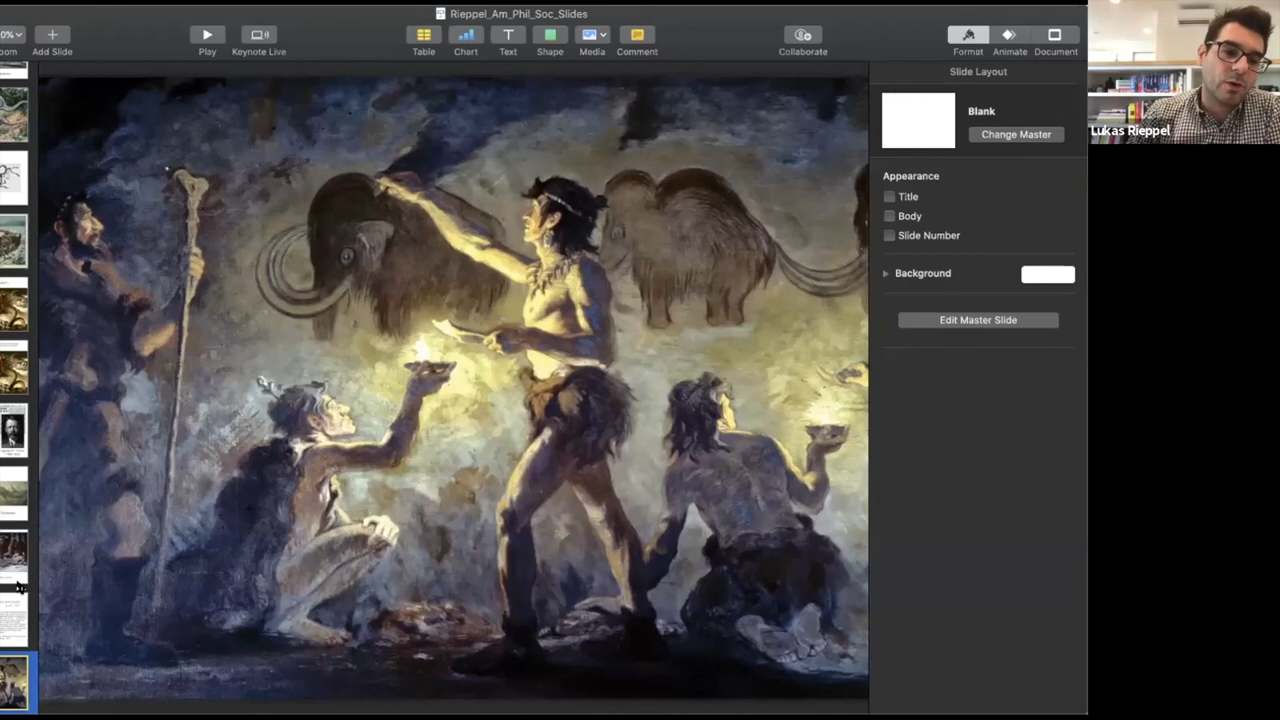 Rieppel_Am_Phil_Soc_Slides
Add Slide
Play
Keynote Live
Table
Chart
Text
Shape
Media
Comment
Collaborate
Format
Animate
Document
Slide Layout
Blank
Change Master
Appearance
Title
Body
Slide Number
Background
Edit Master Slide
Lukas Rieppel